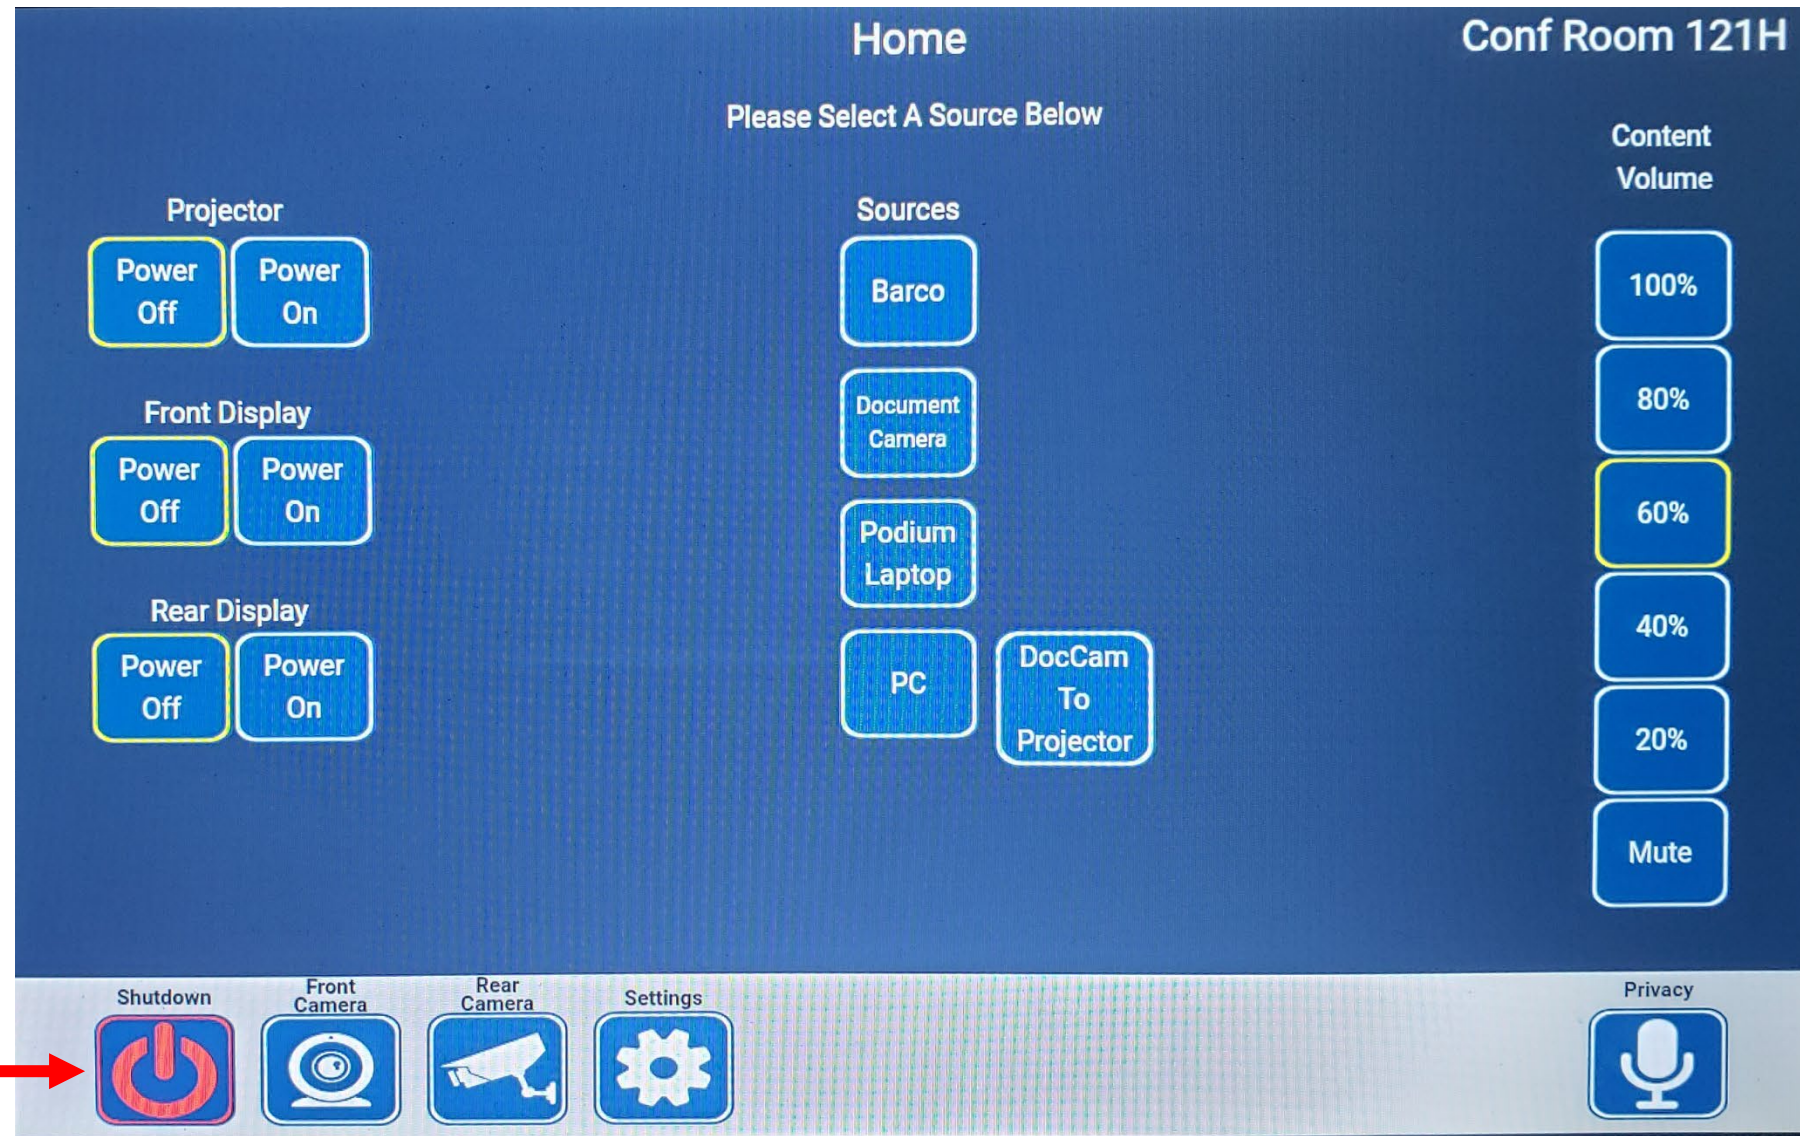 Home
Conf Room 121H
Please Select A Source Below
Content
Volume
Projector
Power
Off
Power
On
Front Display
Power
Off
Power
On
Rear Display
Power
Off
Power
On
Sources
Barco
Document
Camera
Podium
Laptop
PC
DocCam
To
Projector
100%
80%
60%
40%
20%
Mute
Shutdown
Front
Camera
Rear
Camera
Settings
Privacy